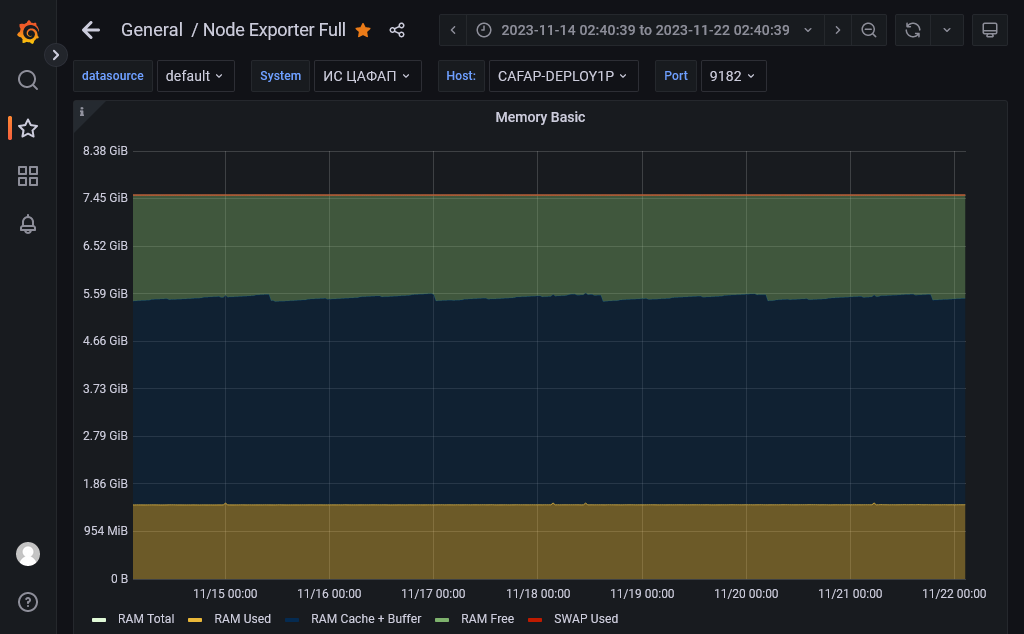 General / Node Exporter Full
2023-11-14 02:40:39 to 2023-11-22 02:40:39
datasource default System ИС ЦАФАП Host: CAFAP-DEPLOY1P Port 9182
i
Memory Basic
8.38 GiB
7.45 GiB
6.52 GiB
5.59 GiB
4.66 GiB
3.73 GiB
2.79 GiB
1.86 GiB
954 MiB
0 B
11/15 00:00 11/16 00:00 11/17 00:00 11/18 00:00 11/19 00:00 11/20 00:00 11/21 00:00 11/22 00:00
RAM Total RAM Used RAM Cache + Buffer RAM Free SWAP Used